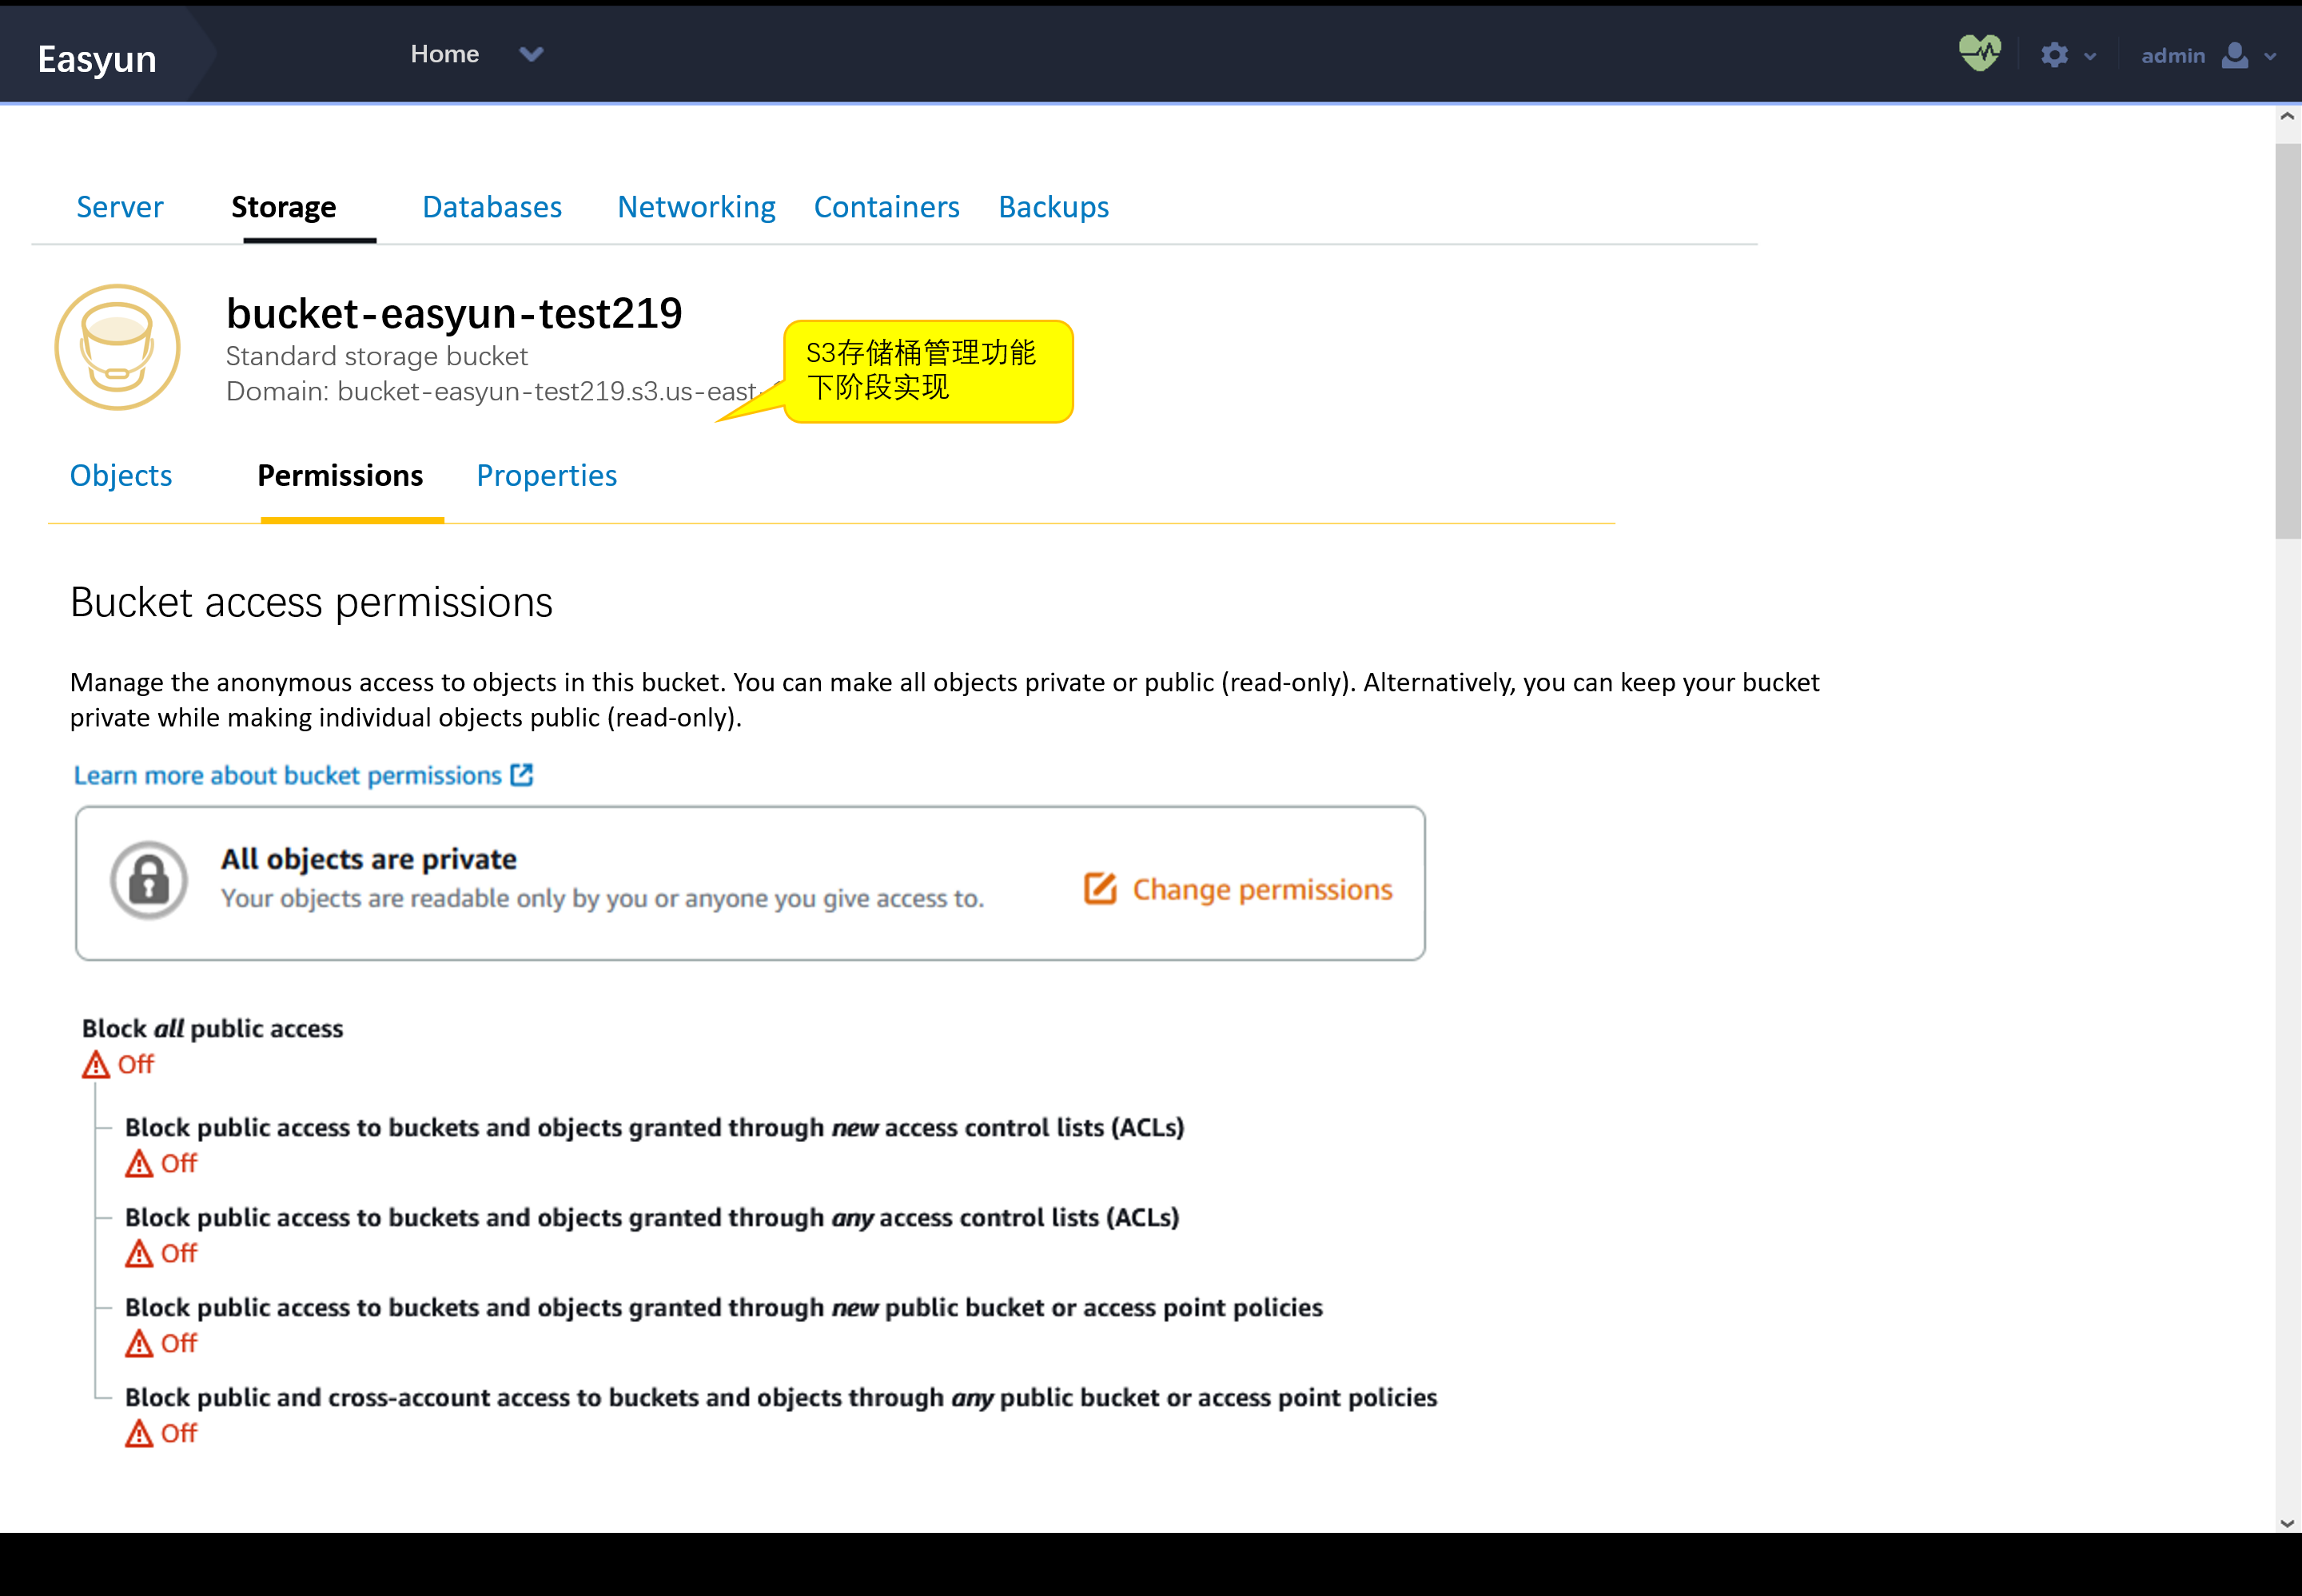 Easyun
Home
admin
Server Storage Databases Networking Containers Backups
bucket-easyun-test219
Standard storage bucket
Domain: bucket-easyun-test219.s3.us-east-
S3存储桶管理功能
下阶段实现
Objects Permissions Properties
Bucket access permissions
Manage the anonymous access to objects in this bucket. You can make all objects private or public (read-only). Alternatively, you can keep your bucket
private while making individual objects public (read-only).
Learn more about bucket permissions
All objects are private
Your objects are readable only by you or anyone you give access to.
Change permissions
Block all public access
Off
Block public access to buckets and objects granted through new access control lists (ACLs)
Off
Block public access to buckets and objects granted through any access control lists (ACLs)
Off
Block public access to buckets and objects granted through new public bucket or access point policies
Off
Block public and cross-account access to buckets and objects through any public bucket or access point policies
Off